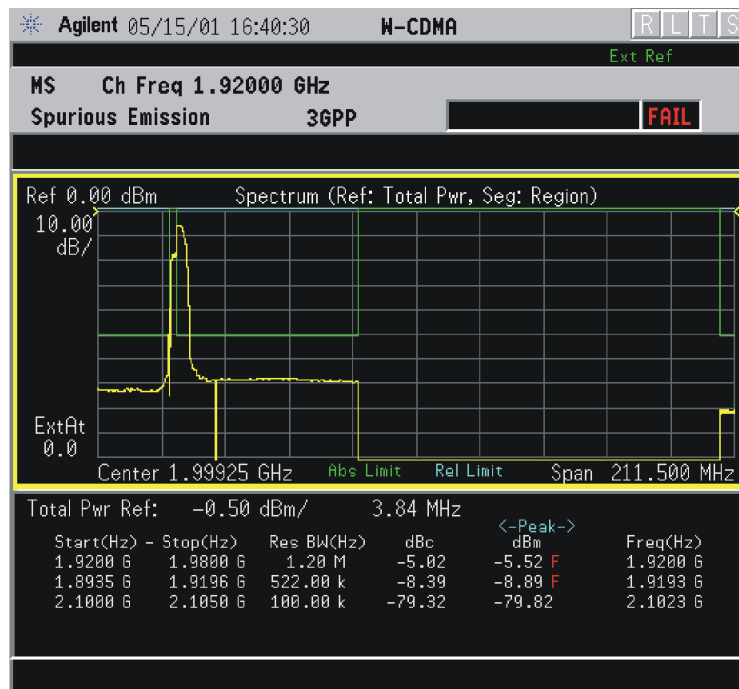 Agilent 05/15/01 16:40:30 W-CDMA R L T S
Ext Ref
MS Ch Freq 1.92000 GHz
Spurious Emission 3GPP FAIL
Ref 0.00 dBm Spectrum (Ref: Total Pwr, Seg: Region)
10.00
dB/
ExtAt
0.0
Center 1.99925 GHz Abs Limit Rel Limit Span 211.500 MHz
Total Pwr Ref: -0.50 dBm/ 3.84 MHz
<-Peak->
Start(Hz) - Stop(Hz) Res BW(Hz) dBc dBm Freq(Hz)
1.9200 G 1.9800 G 1.20 M -5.02 -5.52 F 1.9200 G
1.8935 G 1.9196 G 522.00 k -8.39 -8.89 F 1.9193 G
2.1000 G 2.1050 G 100.00 k -79.32 -79.82 2.1023 G